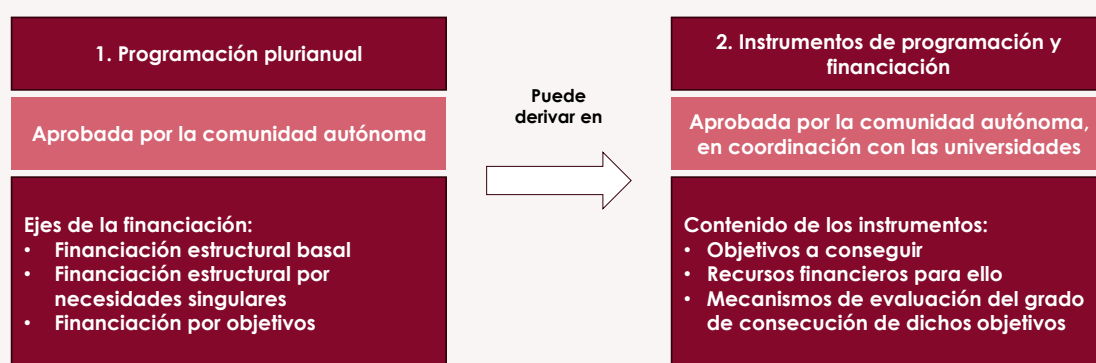 1. Programación plurianual
Aprobada por la comunidad autónoma
Ejes de la financiación:
• Financiación estructural basal
• Financiación estructural por
necesidades singulares
• Financiación por objetivos
Puede
derivar en
2. Instrumentos de programación y
financiación
Aprobada por la comunidad autónoma,
en coordinación con las universidades
Contenido de los instrumentos:
• Objetivos a conseguir
• Recursos financieros para ello
• Mecanismos de evaluación del grado
de consecución de dichos objetivos